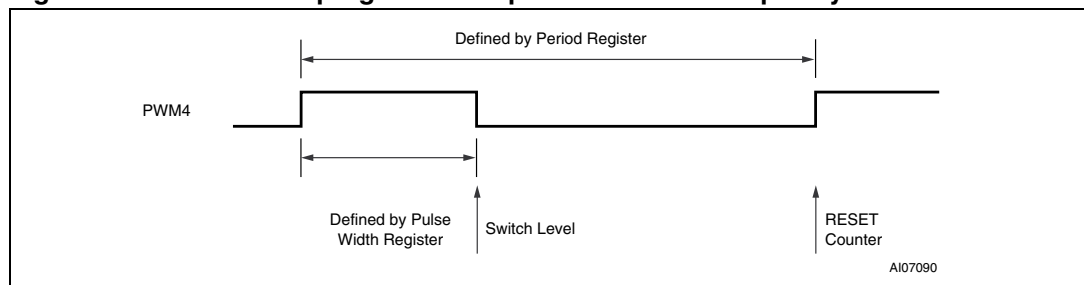 Defined by Period Register
PWM4
Defined by Pulse
Width Register
Switch Level
RESET
Counter
AI07090